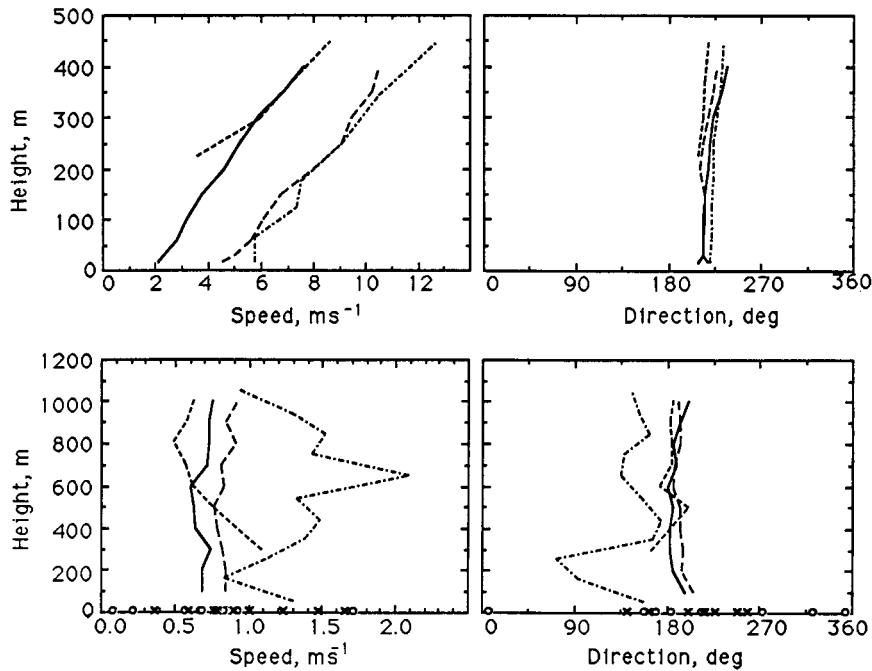 500
400
300
200
100
0
Height, m
0 2 4 6 8 10 12
Speed, ms⁻¹
0 90 180 270 360
Direction, deg
1200
1000
800
600
400
200
0
Height, m
0.0 0.5 1.0 1.5 2.0
Speed, ms⁻¹
0 90 180 270 360
Direction, deg